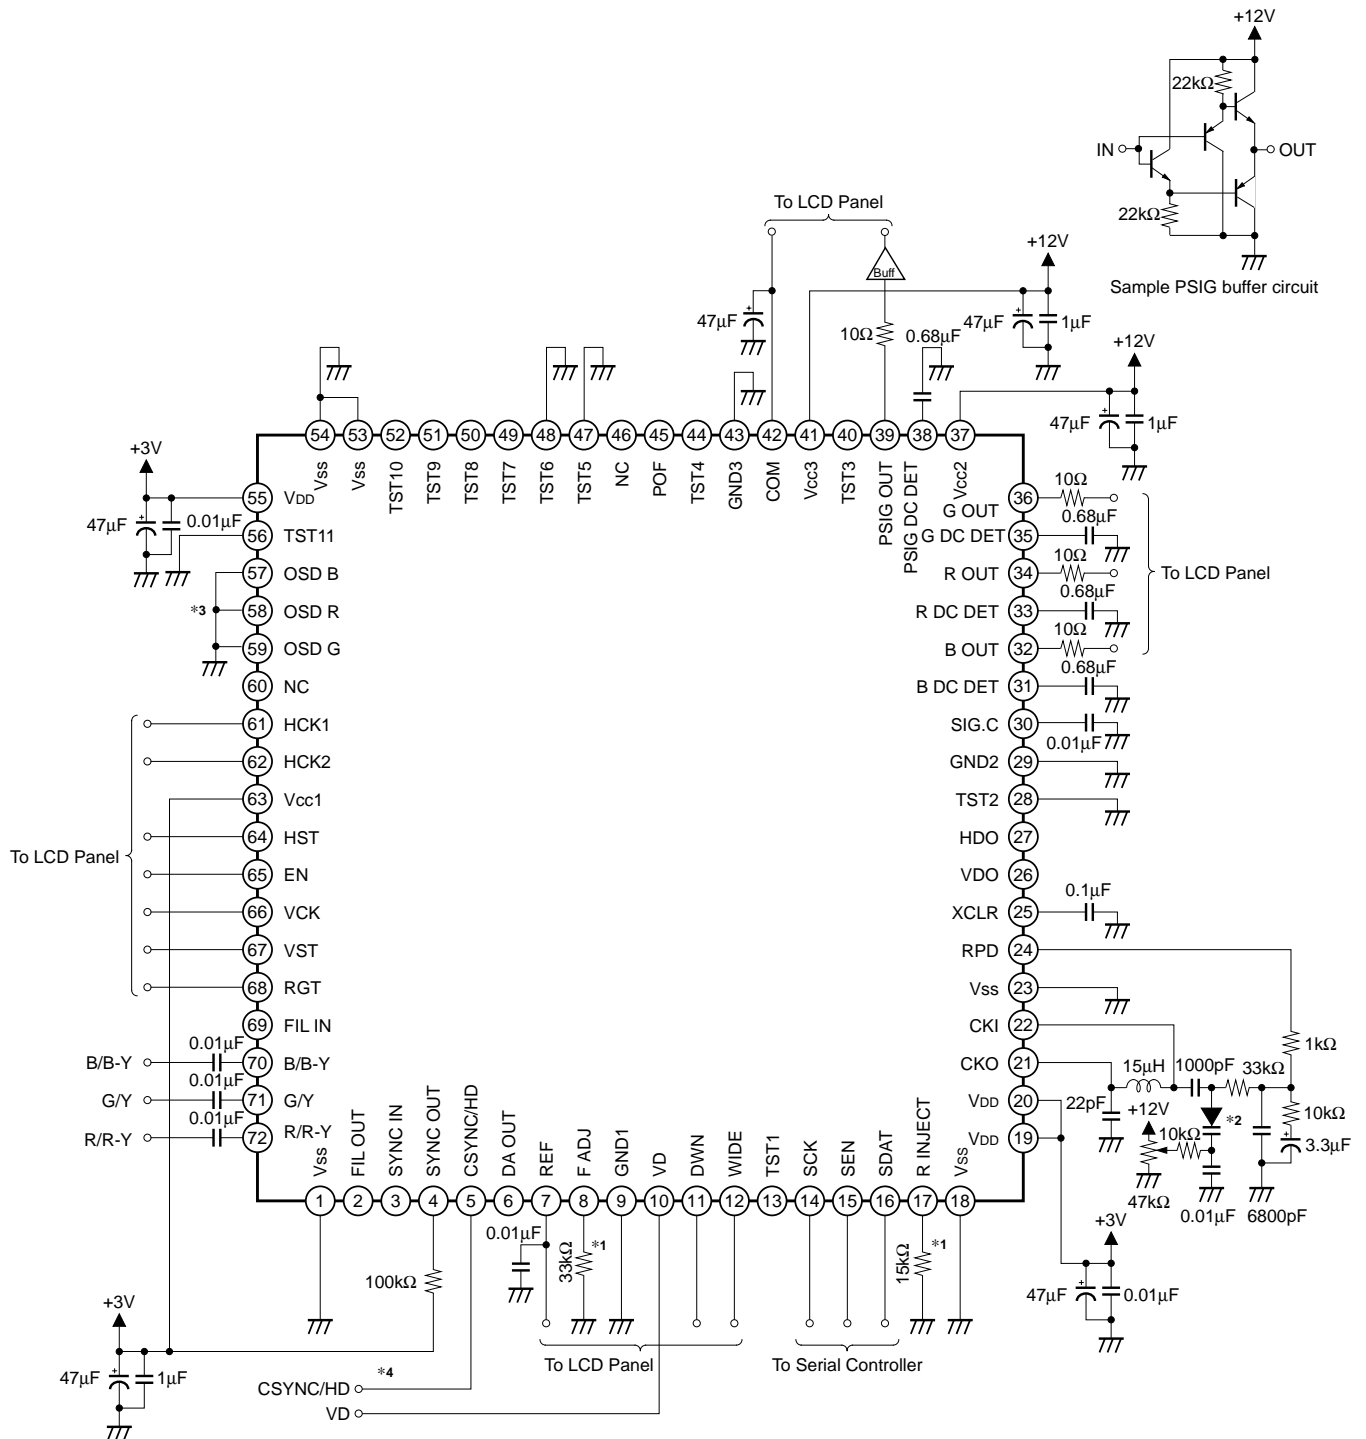 +12V
22kΩ
IN
OUT
22kΩ
Sample PSIG buffer circuit
To LCD Panel
Buff
+12V
47µF
10Ω
0.68µF
47µF
1µF
+12V
47µF
1µF
54
53
52
51
50
49
48
47
46
45
44
43
42
41
40
39
38
37
Vss
Vss
TST10
TST9
TST8
TST7
TST6
TST5
NC
POF
TST4
GND3
COM
Vcc3
TST3
PSIG OUT
PSIG DC DET
Vcc2
+3V
47µF
0.01µF
55 VDD
56 TST11
57 OSD B
*3
58 OSD R
59 OSD G
60 NC
61 HCK1
62 HCK2
63 Vcc1
64 HST
To LCD Panel
65 EN
66 VCK
67 VST
68 RGT
69 FIL IN
0.01µF
B/B-Y 70 B/B-Y
0.01µF
G/Y 71 G/Y
0.01µF
R/R-Y 72 R/R-Y
G OUT 36 10Ω
G DC DET 35 0.68µF
R OUT 34 10Ω
To LCD Panel
R DC DET 33 0.68µF
B OUT 32 10Ω
B DC DET 31 0.68µF
SIG.C 30
0.01µF
GND2 29
TST2 28
HDO 27
VDO 26
0.1µF
XCLR 25
RPD 24
Vss 23
CKI 22
1kΩ
CKO 21
15µH
1000pF
33kΩ
VDD 20
22pF
+12V
*2
10kΩ
VDD 19
10kΩ
3.3µF
47kΩ
0.01µF
6800pF
Vss
FIL OUT
SYNC IN
SYNC OUT
CSYNC/HD
DA OUT
REF
F ADJ
GND1
VD
DWN
WIDE
TST1
SCK
SEN
SDAT
R INJECT
Vss
1
2
3
4
5
6
7
8
9
10
11
12
13
14
15
16
17
18
0.01µF
33kΩ
*1
15kΩ
*1
100kΩ
+3V
47µF
0.01µF
+3V
47µF
1µF
To LCD Panel
To Serial Controller
*4
CSYNC/HD
VD